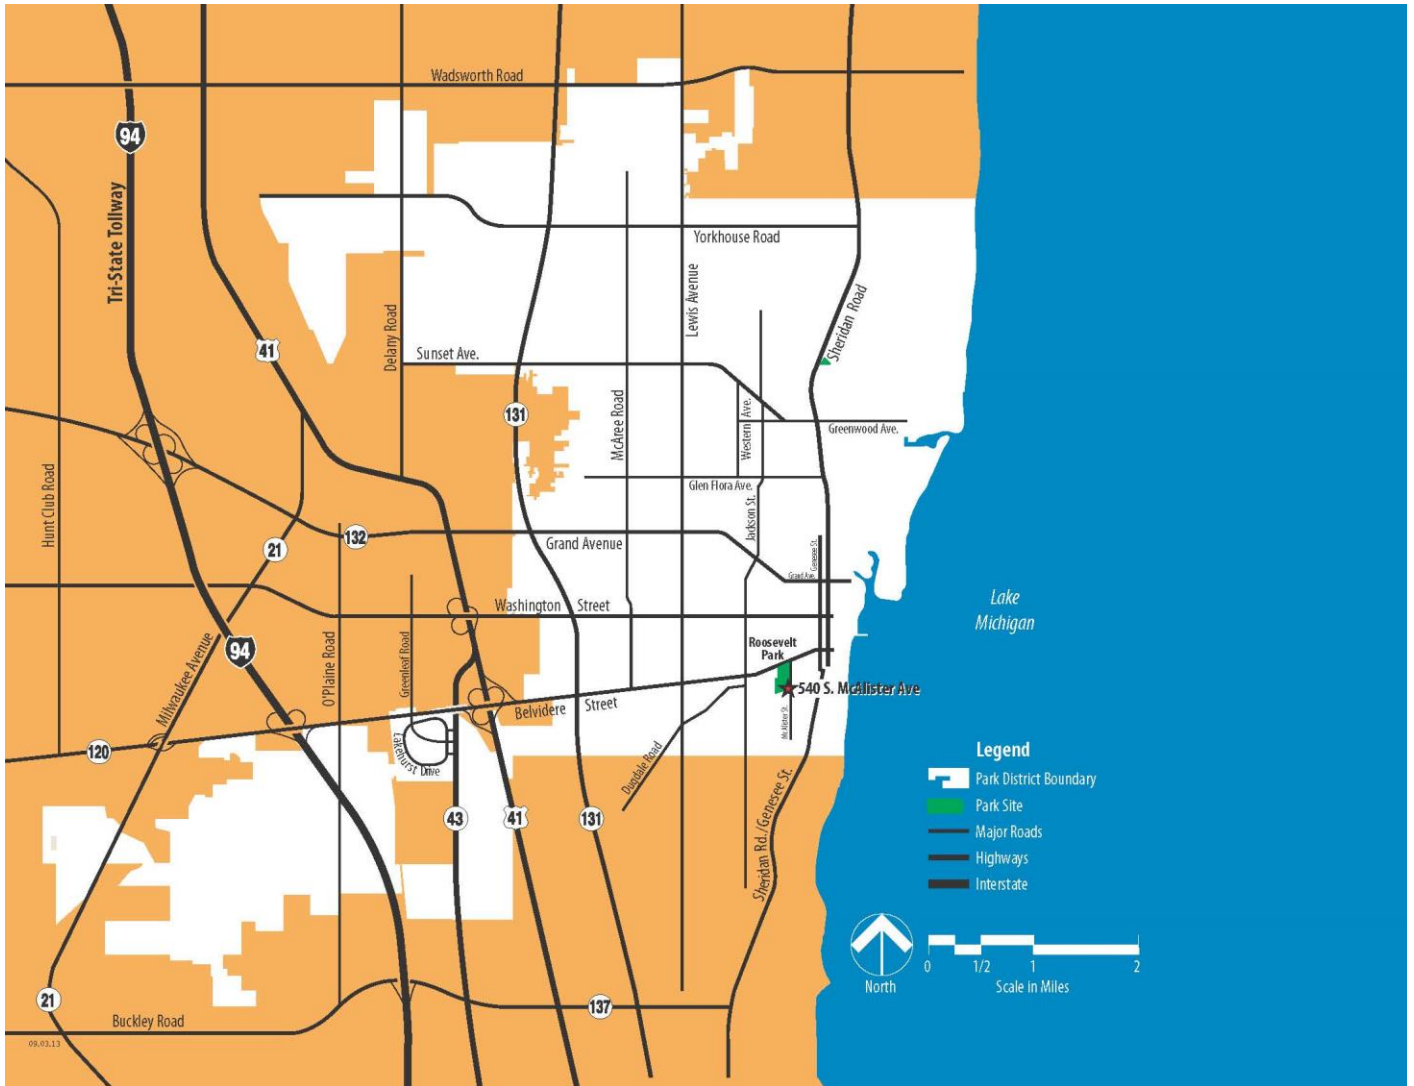 Wadsworth Road
94
Tri-State Tollway
Yorkhouse Road
Lewis Avenue
Sheridan Road
41
Delany Road
Sunset Ave.
131
McAree Road
Western Ave.
Greenwood Ave.
Glen Flora Ave.
Hunt Club Road
Jackson St.
132
21
Grand Avenue
Genesee St.
Grand Ave.
Lake
Michigan
Washington Street
Milwaukee Avenue
94
O'Plaine Road
Greenleaf Road
Roosevelt
Park
540 S. McAllister Ave
McAlister St.
Belvidere Street
120
Lakehurst Drive
Dugdale Road
Sheridan Rd./Genesee St.
43
41
131
Legend
Park District Boundary
Park Site
Major Roads
Highways
Interstate
North
0 1/2 1 2
Scale in Miles
21
137
Buckley Road
09.03.13